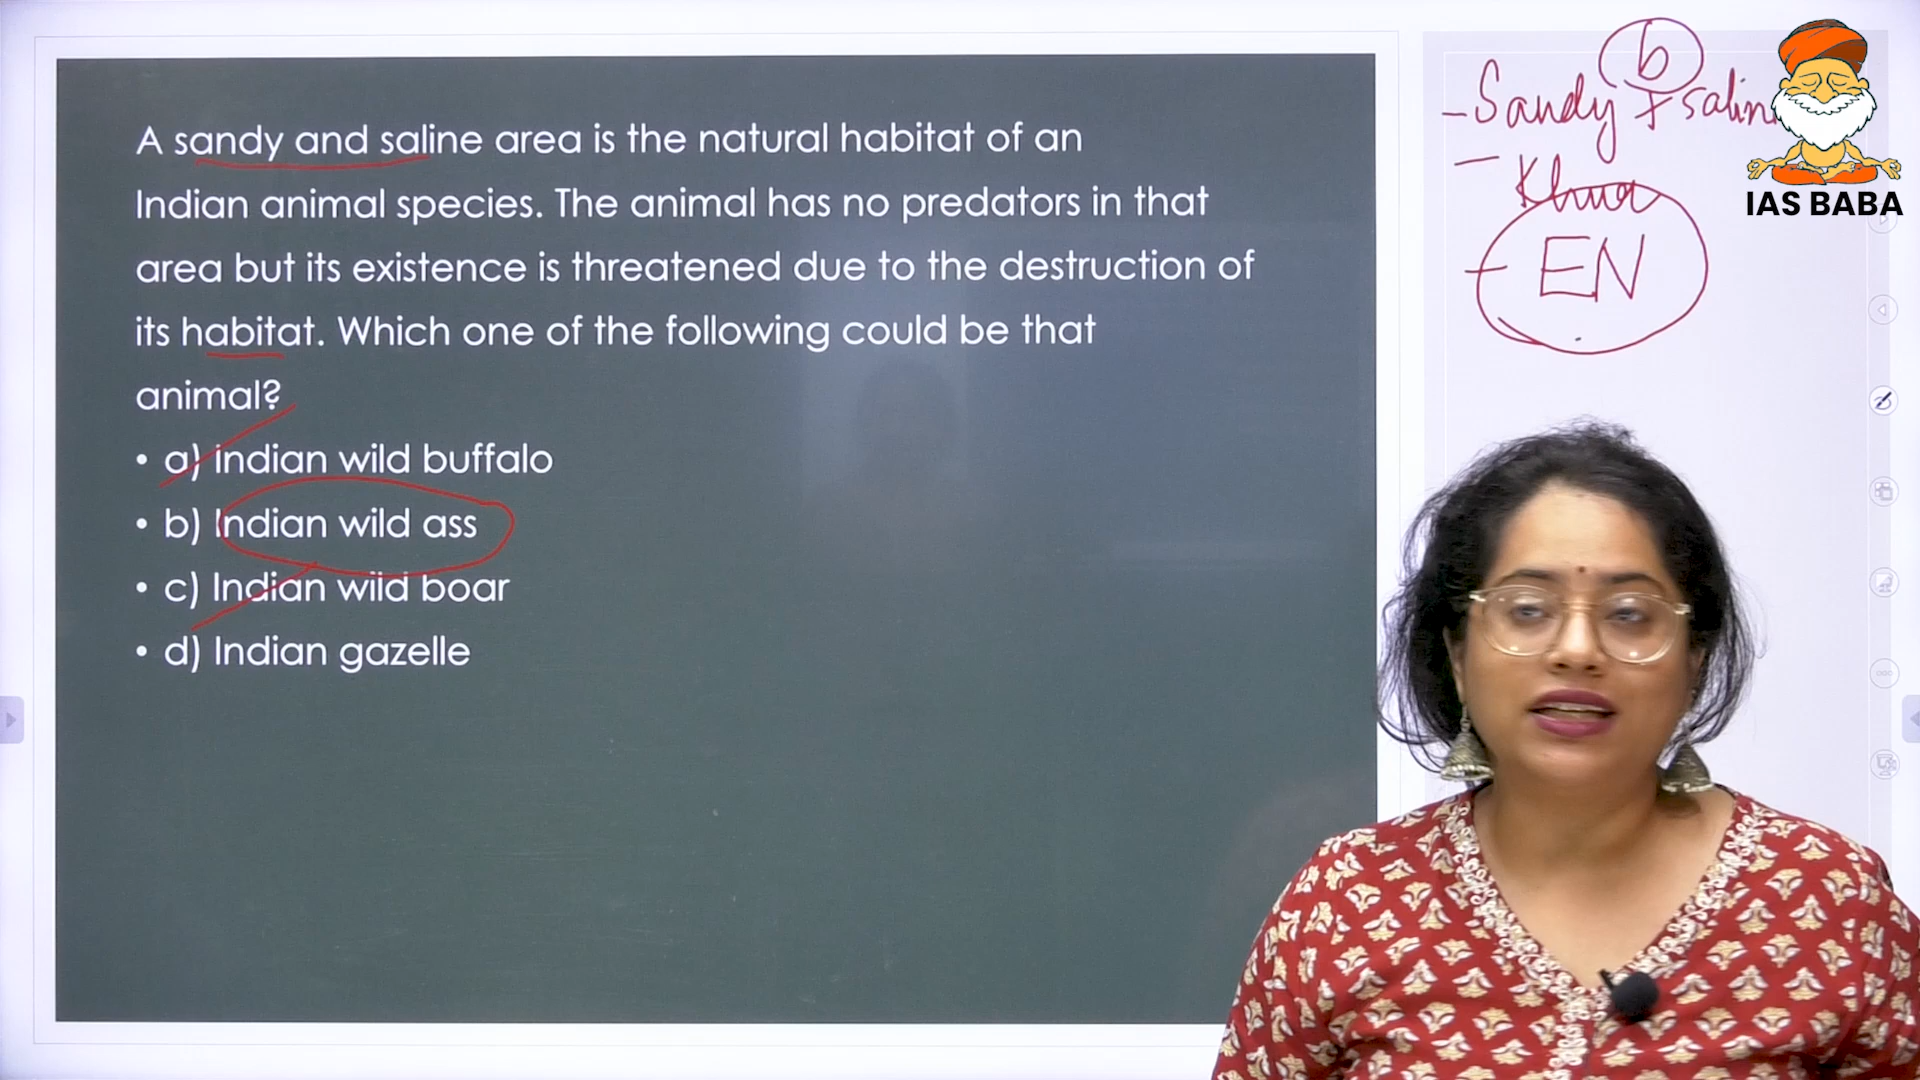 A sandy and saline area is the natural habitat of an
Indian animal species. The animal has no predators in that
area but its existence is threatened due to the destruction of
its habitat. Which one of the following could be that
animal?
• a) Indian wild buffalo
• b) Indian wild ass
• c) Indian wild boar
• d) Indian gazelle
b
- Sandy + salin
- Khur
- EN
IAS BABA